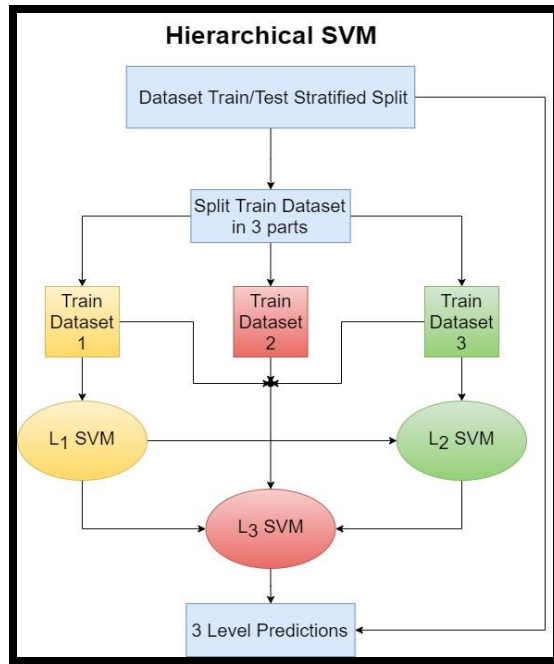 Hierarchical SVM
Dataset Train/Test Stratified Split
Split Train Dataset
in 3 parts
Train
Dataset
1
Train
Dataset
2
Train
Dataset
3
L1 SVM
L2 SVM
L3 SVM
3 Level Predictions